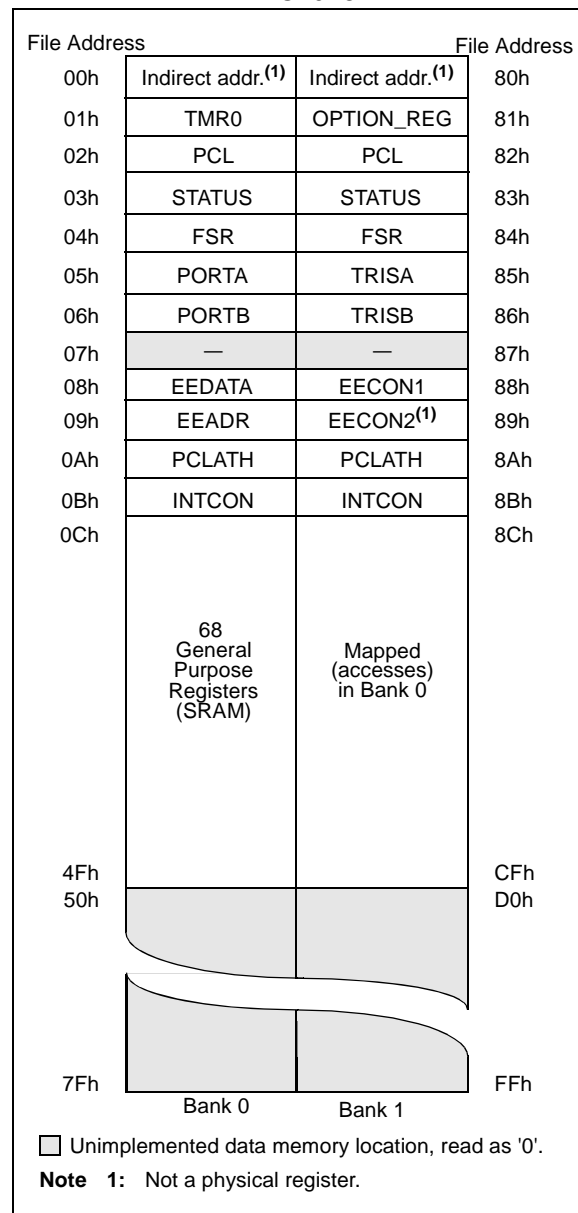 File Address File Address
00h Indirect addr.(1) Indirect addr.(1) 80h
01h TMR0 OPTION_REG 81h
02h PCL PCL 82h
03h STATUS STATUS 83h
04h FSR FSR 84h
05h PORTA TRISA 85h
06h PORTB TRISB 86h
07h — — 87h
08h EEDATA EECON1 88h
09h EEADR EECON2(1) 89h
0Ah PCLATH PCLATH 8Ah
0Bh INTCON INTCON 8Bh
0Ch 8Ch
68
General
Purpose
Registers
(SRAM)
Mapped
(accesses)
in Bank 0
4Fh CFh
50h D0h
7Fh FFh
Bank 0 Bank 1
Unimplemented data memory location, read as '0'.
Note 1: Not a physical register.